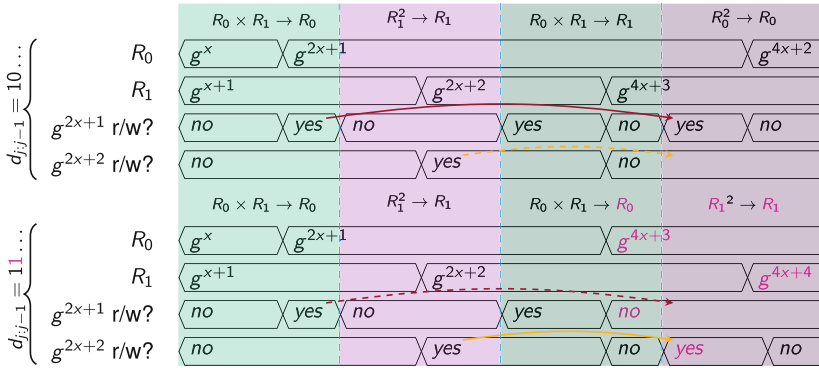 R₀ × R₁ → R₀ R₁² → R₁ R₀ × R₁ → R₁ R₀² → R₀
d_{j:j−1} = 10 . . .
R₀ g^x g^{2x+1} g^{4x+2}
R₁ g^{x+1} g^{2x+2} g^{4x+3}
g^{2x+1} r/w? no yes no yes no yes no
g^{2x+2} r/w? no yes no
R₀ × R₁ → R₀ R₁² → R₁ R₀ × R₁ → R₀ R₁² → R₁
d_{j:j−1} = 11 . . .
R₀ g^x g^{2x+1} g^{4x+3}
R₁ g^{x+1} g^{2x+2} g^{4x+4}
g^{2x+1} r/w? no yes no yes no
g^{2x+2} r/w? no yes no yes no